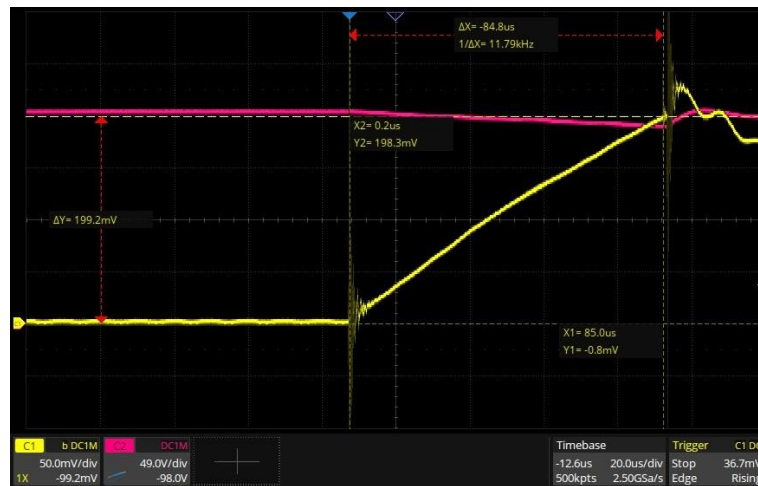 ΔX= -84.8us
1/ΔX= 11.79kHz
X2= 0.2us
Y2= 198.3mV
ΔY= 199.2mV
X1= 85.0us
Y1= -0.8mV
C1 b DC1M
50.0mV/div
1X -99.2mV
C2 DC1M
49.0V/div
-98.0V
Timebase
-12.6us 20.0us/div
500kpts 2.50GSa/s
Trigger C1 DC
Stop 36.7mV
Edge Rising